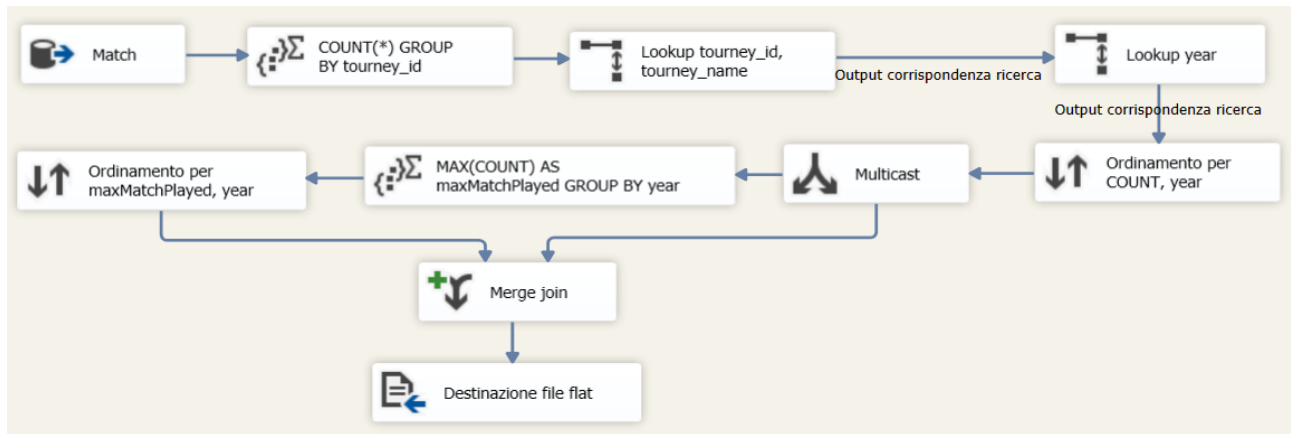 Match
COUNT(*) GROUP
BY tourney_id
Lookup tourney_id,
tourney_name
Output corrispondenza ricerca
Lookup year
Output corrispondenza ricerca
Ordinamento per
COUNT, year
Multicast
MAX(COUNT) AS
maxMatchPlayed GROUP BY year
Ordinamento per
maxMatchPlayed, year
Merge join
Destinazione file flat